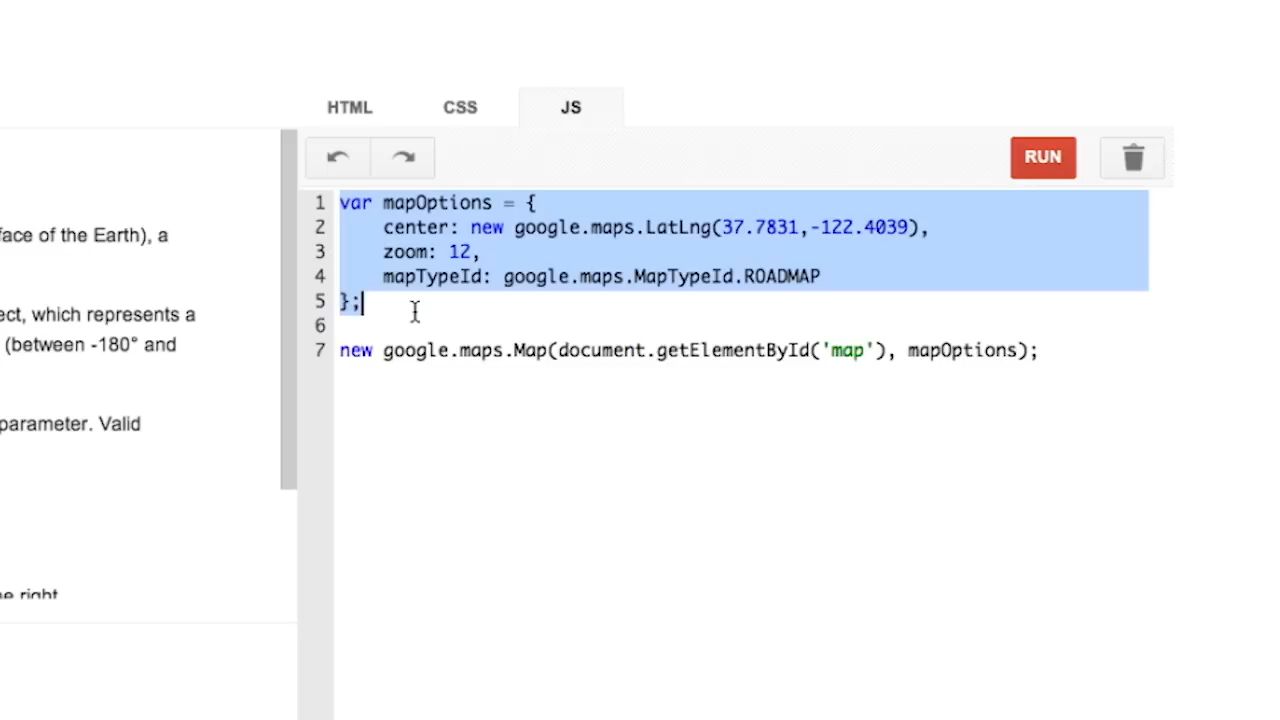 HTML CSS JS
RUN
face of the Earth), a
ect, which represents a
(between -180° and
parameter. Valid
e right
1 var mapOptions = {
2 center: new google.maps.LatLng(37.7831,-122.4039),
3 zoom: 12,
4 mapTypeId: google.maps.MapTypeId.ROADMAP
5 };
6
7 new google.maps.Map(document.getElementById('map'), mapOptions);